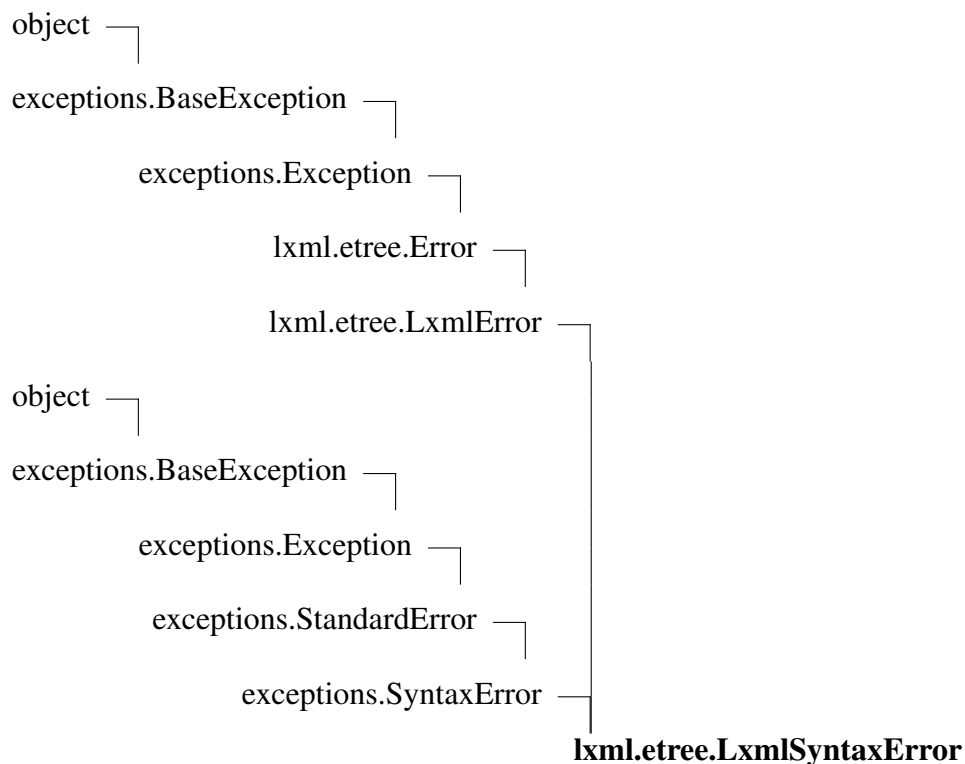 object
exceptions.BaseException
exceptions.Exception
lxml.etree.Error
lxml.etree.LxmlError
object
exceptions.BaseException
exceptions.Exception
exceptions.StandardError
exceptions.SyntaxError
lxml.etree.LxmlSyntaxError